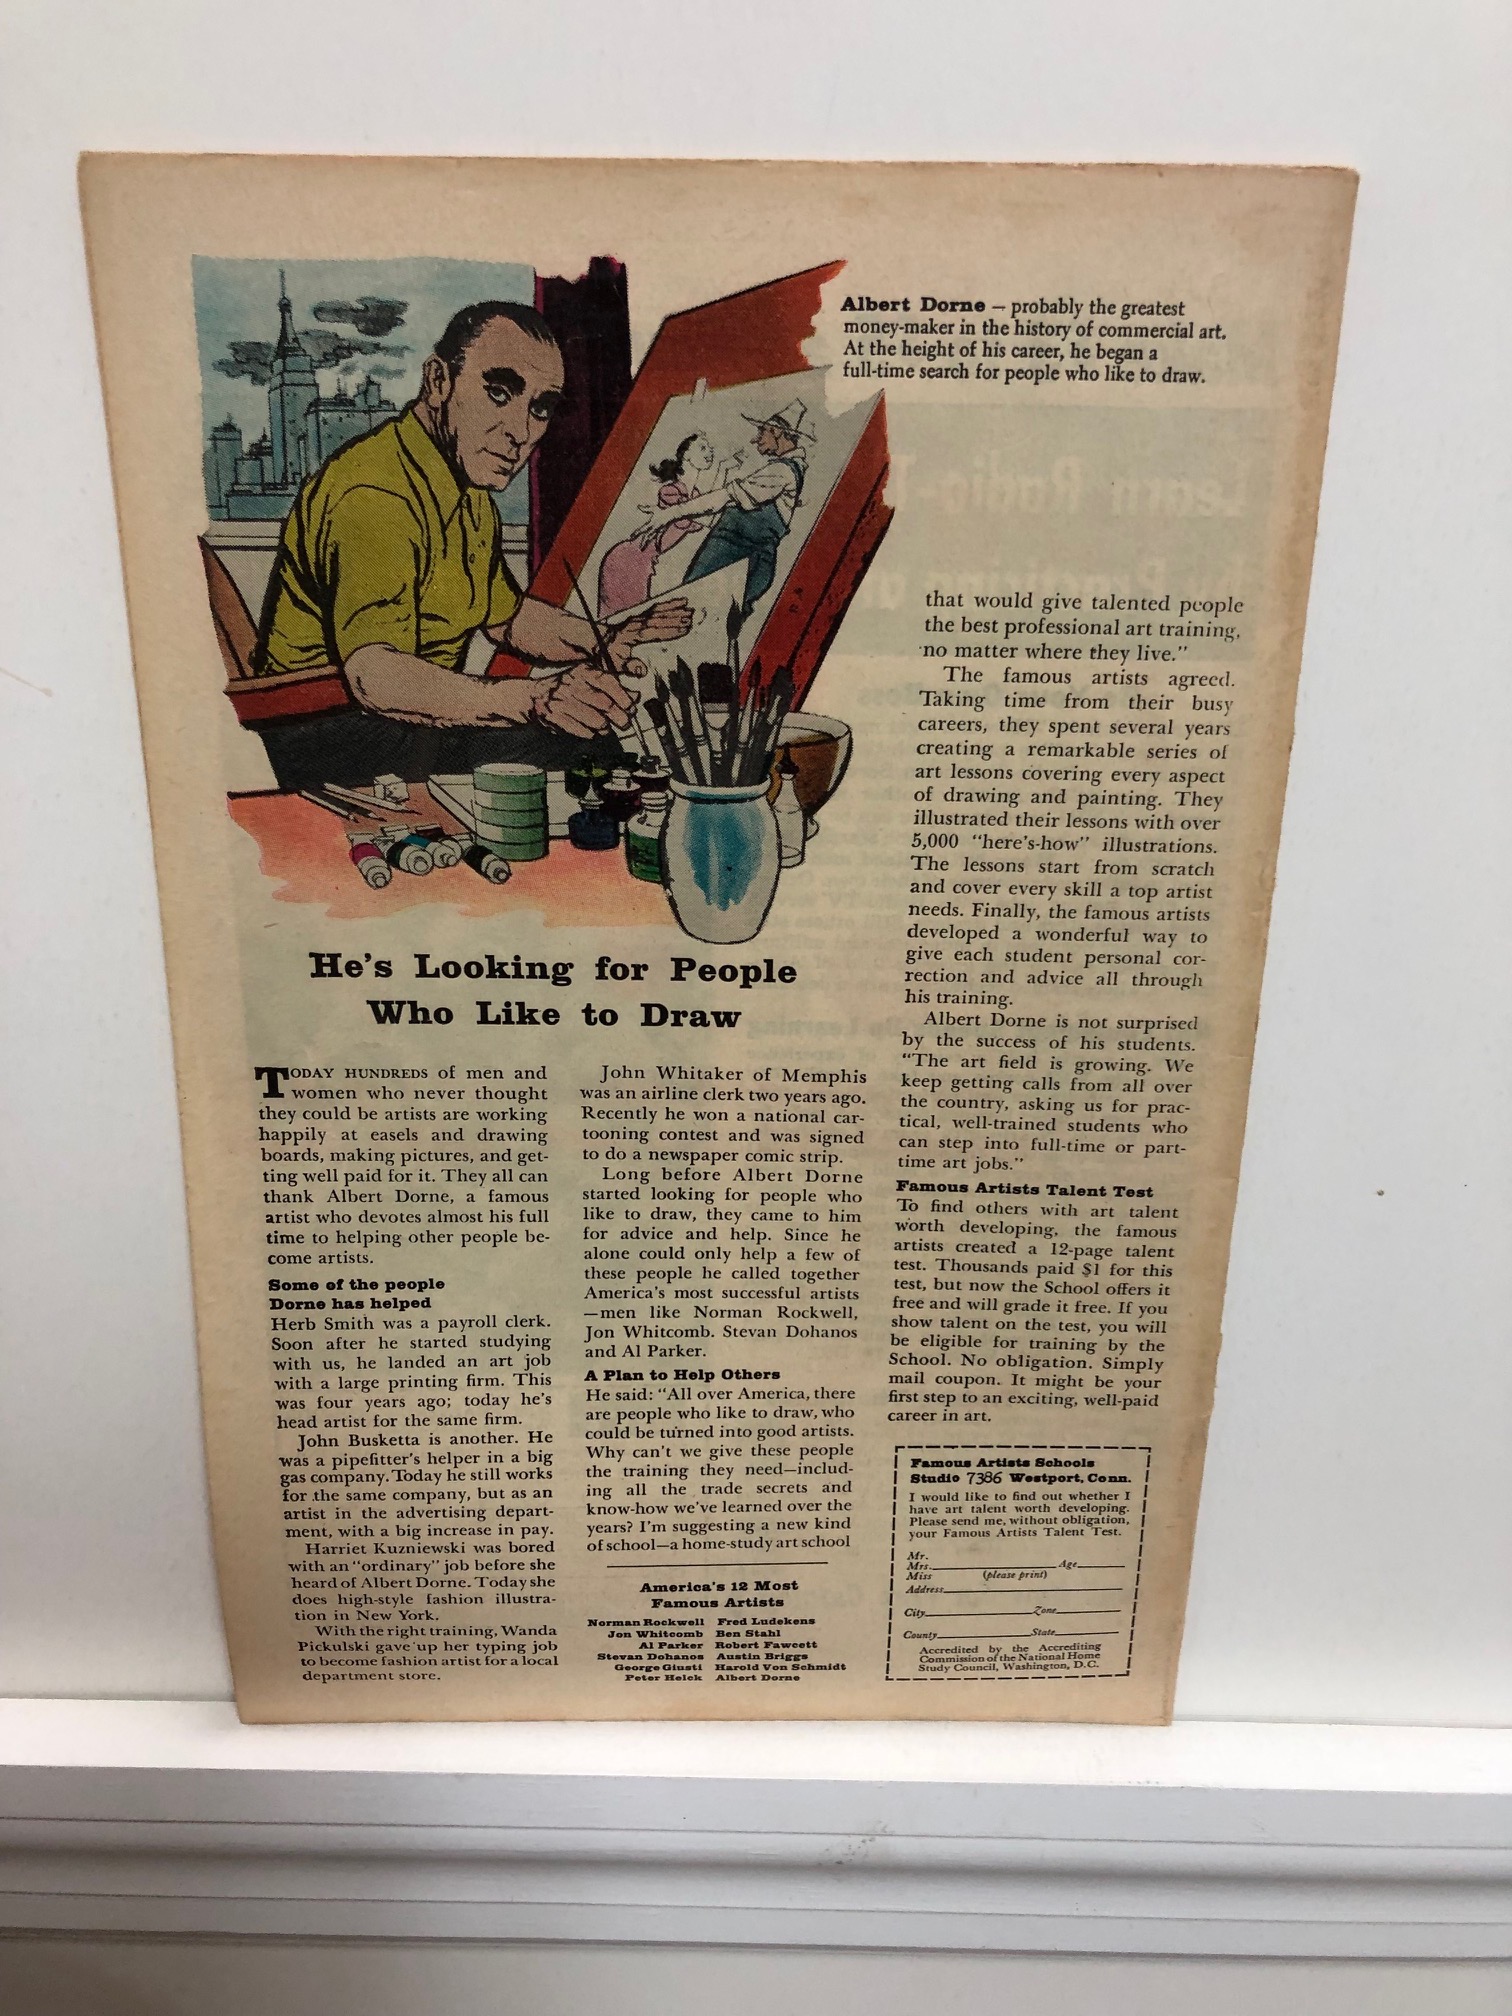 Albert Dorne – probably the greatest
money-maker in the history of commercial art.
At the height of his career, he began a
full-time search for people who like to draw.
He's Looking for People
Who Like to Draw
TODAY HUNDREDS of men and
women who never thought
they could be artists are working
happily at easels and drawing
boards, making pictures, and get-
ting well paid for it. They all can
thank Albert Dorne, a famous
artist who devotes almost his full
time to helping other people be-
come artists.
Some of the people
Dorne has helped
Herb Smith was a payroll clerk.
Soon after he started studying
with us, he landed an art job
with a large printing firm. This
was four years ago; today he's
head artist for the same firm.
John Busketta is another. He
was a pipefitter's helper in a big
gas company. Today he still works
for the same company, but as an
artist in the advertising depart-
ment, with a big increase in pay.
Harriet Kuzniewski was bored
with an "ordinary" job before she
heard of Albert Dorne. Today she
does high-style fashion illustra-
tion in New York.
With the right training, Wanda
Pickulski gave up her typing job
to become fashion artist for a local
department store.
John Whitaker of Memphis
was an airline clerk two years ago.
Recently he won a national car-
tooning contest and was signed
to do a newspaper comic strip.
Long before Albert Dorne
started looking for people who
like to draw, they came to him
for advice and help. Since he
alone could only help a few of
these people he called together
America's most successful artists
—men like Norman Rockwell,
Jon Whitcomb. Stevan Dohanos
and Al Parker.
A Plan to Help Others
He said: "All over America, there
are people who like to draw, who
could be turned into good artists.
Why can't we give these people
the training they need—includ-
ing all the trade secrets and
know-how we've learned over the
years? I'm suggesting a new kind
of school—a home-study art school
America's 12 Most
Famous Artists
Norman Rockwell Fred Ludekens
Jon Whitcomb Ben Stahl
Al Parker Robert Fawcett
Stevan Dohanos Austin Briggs
George Giusti Harold Von Schmidt
Peter Helck Albert Dorne
that would give talented people
the best professional art training,
no matter where they live."
The famous artists agreed.
Taking time from their busy
careers, they spent several years
creating a remarkable series of
art lessons covering every aspect
of drawing and painting. They
illustrated their lessons with over
5,000 "here's-how" illustrations.
The lessons start from scratch
and cover every skill a top artist
needs. Finally, the famous artists
developed a wonderful way to
give each student personal cor-
rection and advice all through
his training.
Albert Dorne is not surprised
by the success of his students.
"The art field is growing. We
keep getting calls from all over
the country, asking us for prac-
tical, well-trained students who
can step into full-time or part-
time art jobs."
Famous Artists Talent Test
To find others with art talent
worth developing, the famous
artists created a 12-page talent
test. Thousands paid $1 for this
test, but now the School offers it
free and will grade it free. If you
show talent on the test, you will
be eligible for training by the
School. No obligation. Simply
mail coupon. It might be your
first step to an exciting, well-paid
career in art.
Famous Artists Schools
Studio 7386 Westport, Conn.
I would like to find out whether I
have art talent worth developing.
Please send me, without obligation,
your Famous Artists Talent Test.
Mr.
Mrs. Age
Miss (please print)
Address
City Zone
County State
Accredited by the Accrediting
Commission of the National Home
Study Council, Washington, D.C.